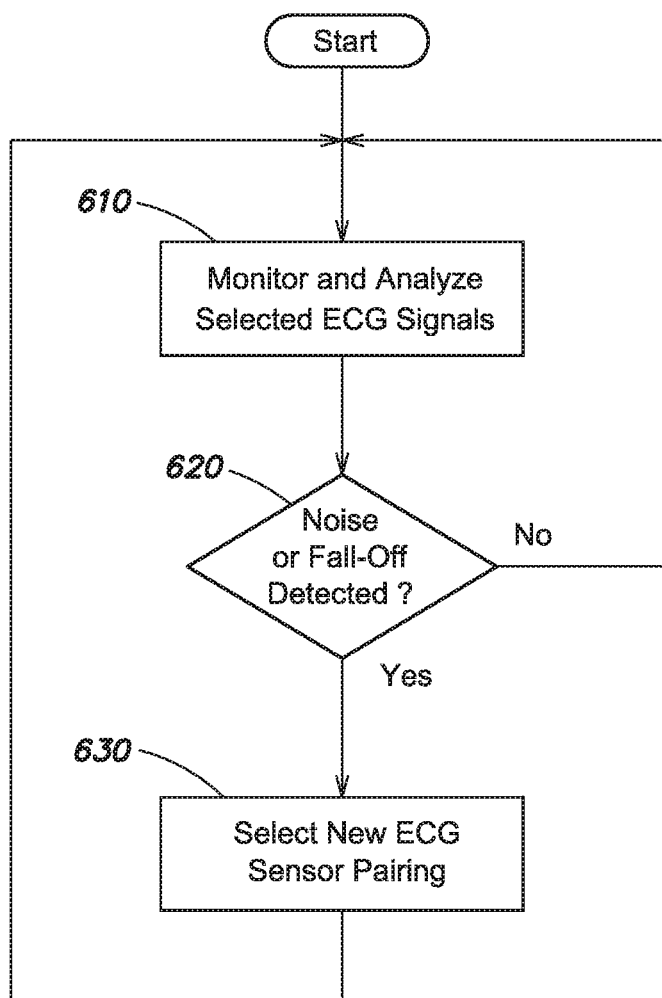 Start
610
Monitor and Analyze
Selected ECG Signals
620
Noise
or Fall-Off
Detected ?
No
Yes
630
Select New ECG
Sensor Pairing